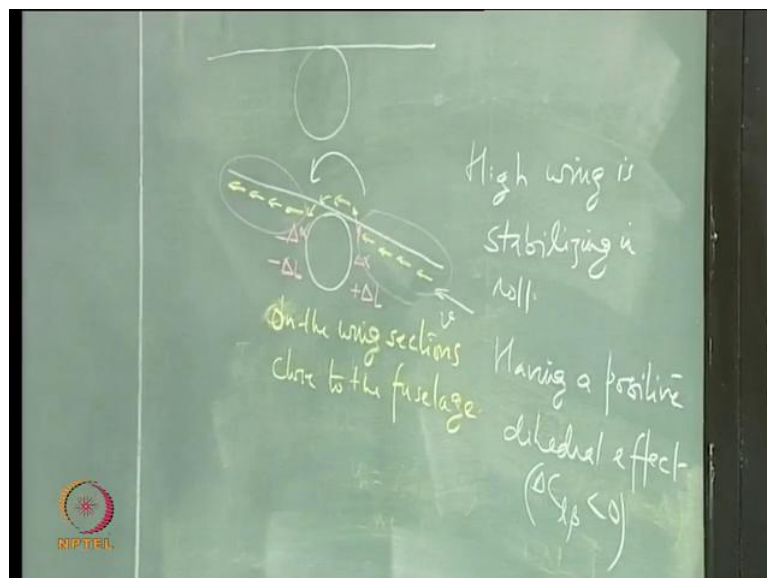 High wing is
stabilizing in
roll.
-Δα
Δα
-ΔL
+ΔL
v
On the wing sections
close to the fuselage.
Having a positive
dihedral effect-
(ΔClβ < 0)
NPTEL